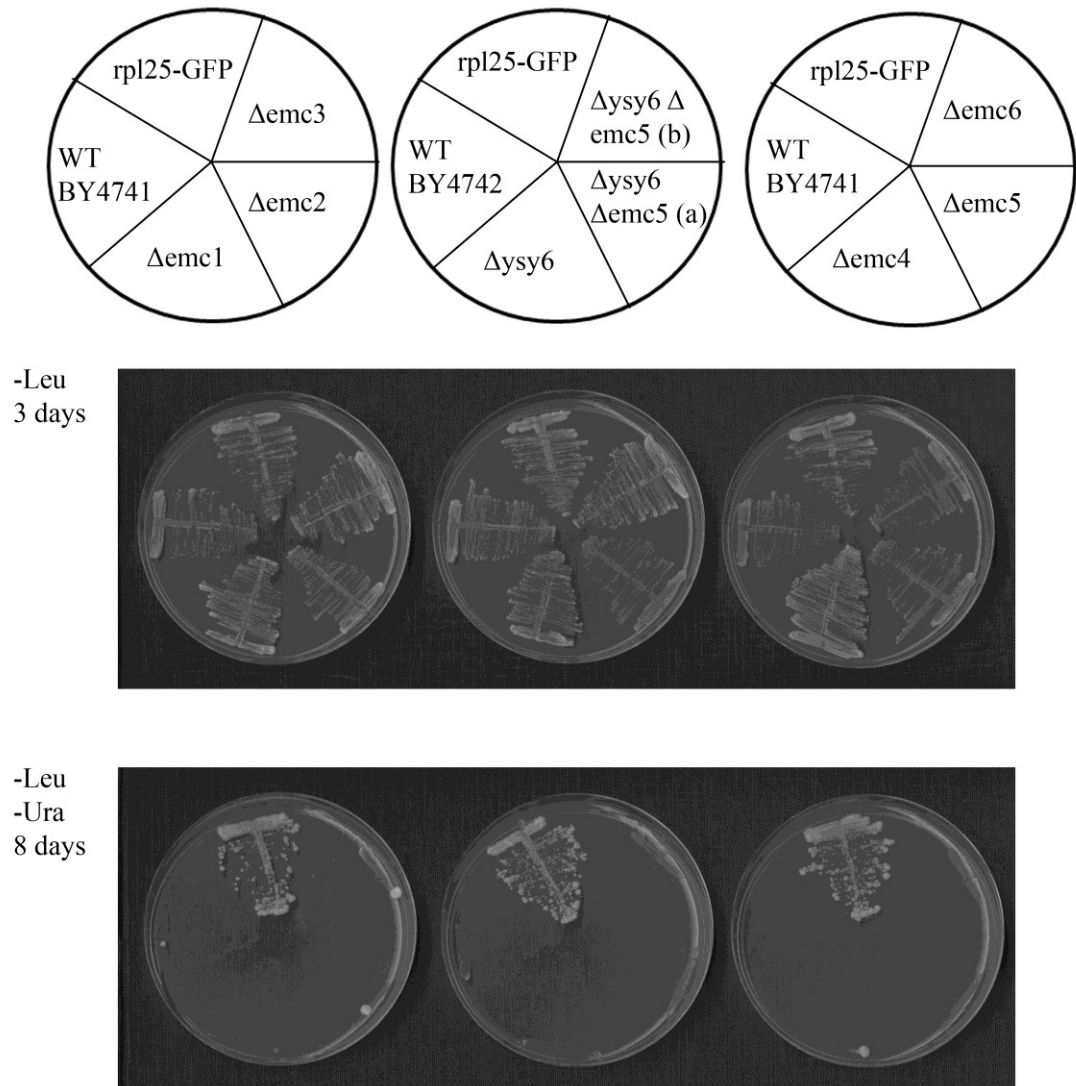 rpl25-GFP
Δemc3
WT
BY4741
Δemc2
Δemc1
rpl25-GFP
Δysy6 Δ
emc5 (b)
WT
BY4742
Δysy6
Δemc5 (a)
Δysy6
rpl25-GFP
Δemc6
WT
BY4741
Δemc5
Δemc4
-Leu
3 days
-Leu
-Ura
8 days